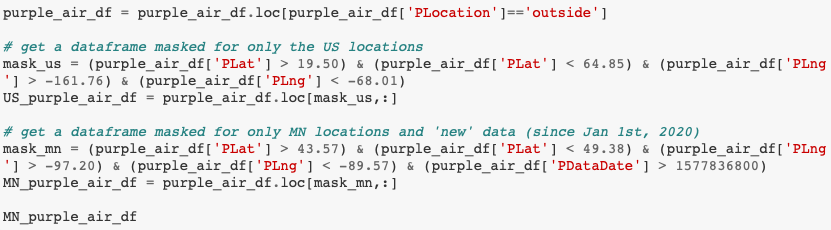 purple_air_df = purple_air_df.loc[purple_air_df['PLocation']=='outside']
# get a dataframe masked for only the US locations
mask_us = (purple_air_df['PLat'] > 19.50) & (purple_air_df['PLat'] < 64.85) & (purple_air_df['PLng
'] > -161.76) & (purple_air_df['PLng'] < -68.01)
US_purple_air_df = purple_air_df.loc[mask_us,:]
# get a dataframe masked for only MN locations and 'new' data (since Jan 1st, 2020)
mask_mn = (purple_air_df['PLat'] > 43.57) & (purple_air_df['PLat'] < 49.38) & (purple_air_df['PLng
'] > -97.20) & (purple_air_df['PLng'] < -89.57) & (purple_air_df['PDataDate'] > 1577836800)
MN_purple_air_df = purple_air_df.loc[mask_mn,:]
MN_purple_air_df